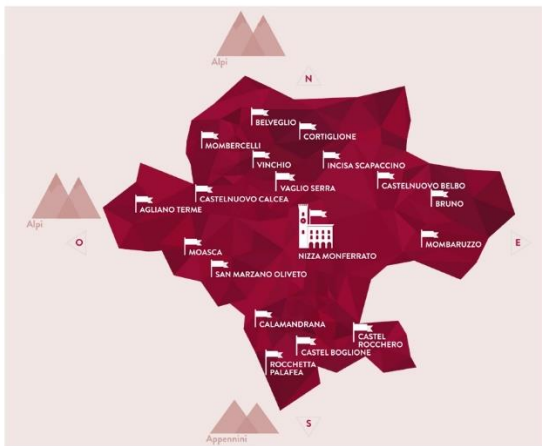 Alpi
N
BELVEGLIO
CORTIGLIONE
MOMBERCELLI
VINCHIO
INCISA SCAPACCINO
VAGLIO SERRA
CASTELNUOVO BELBO
Alpi
AGLIANO TERME
CASTELNUOVO CALCEA
BRUNO
O
MOASCA
NIZZA MONFERRATO
MOMBARUZZO
E
SAN MARZANO OLIVETO
CALAMANDRANA
CASTEL
ROCCHERO
CASTEL BOGLIONE
ROCCHETTA
PALAFEA
Appennini
S